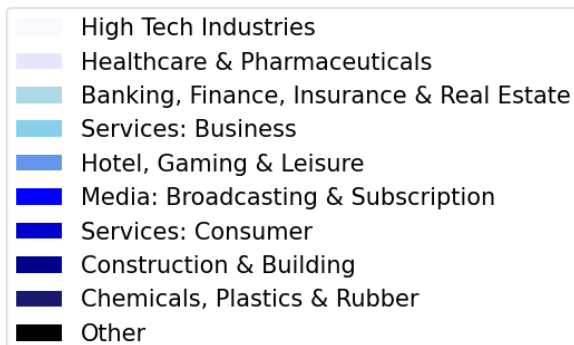 High Tech Industries
Healthcare & Pharmaceuticals
Banking, Finance, Insurance & Real Estate
Services: Business
Hotel, Gaming & Leisure
Media: Broadcasting & Subscription
Services: Consumer
Construction & Building
Chemicals, Plastics & Rubber
Other